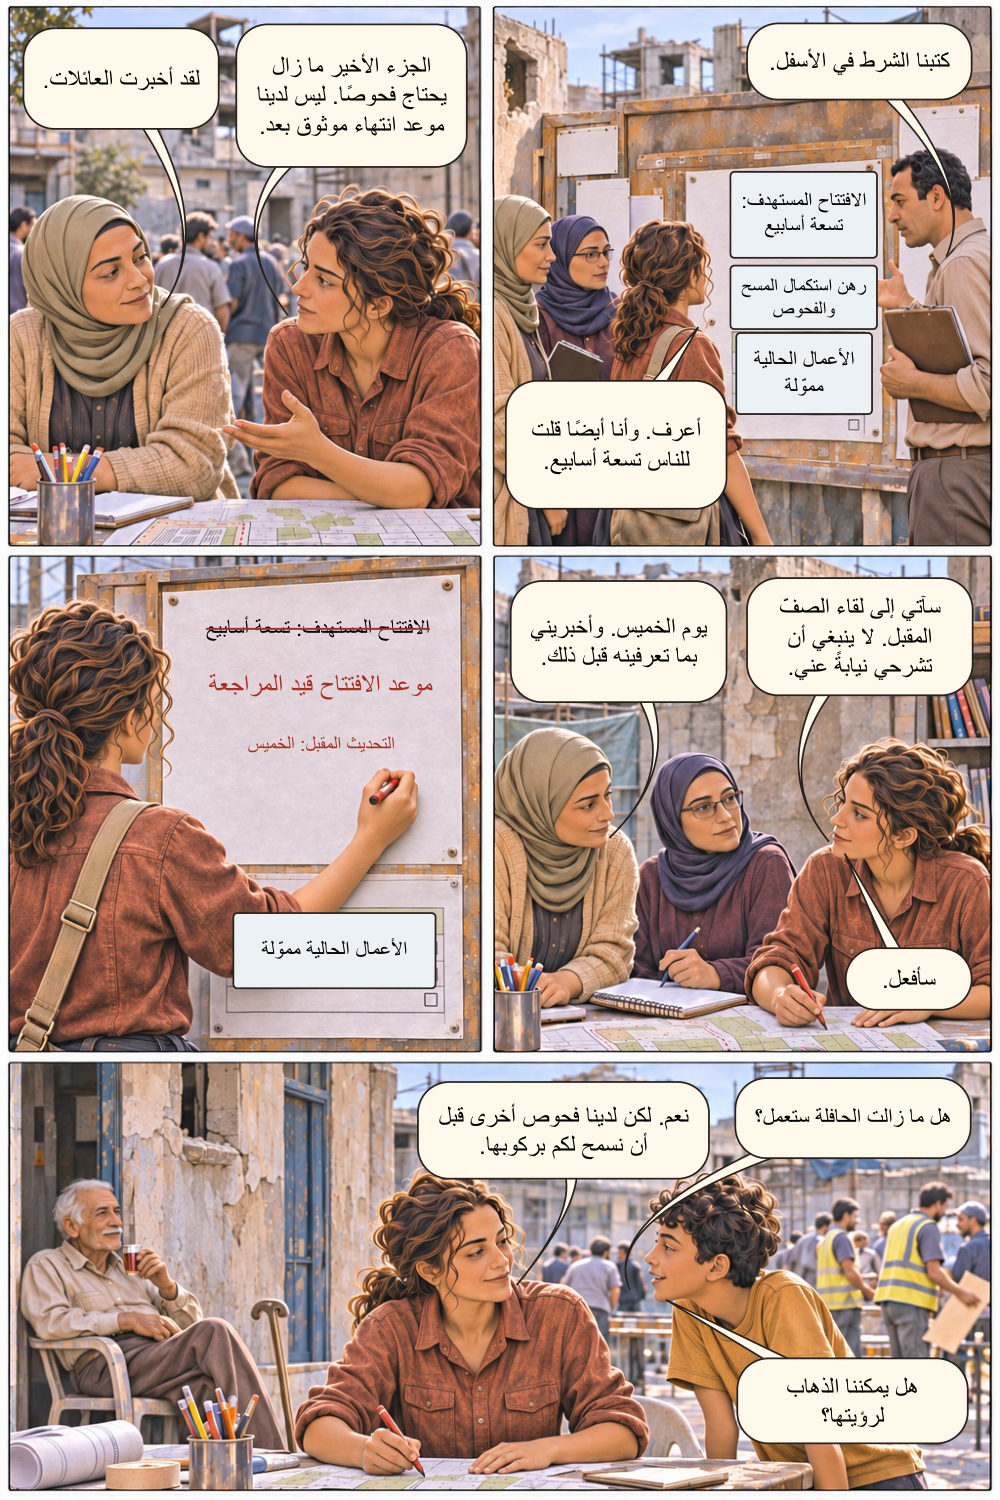 الجزء الأخير ما زال
يحتاج فحوصًا. ليس لدينا
موعد انتهاء موثوق بعد.
لقد أخبرت العائلات.
كتبنا الشرط في الأسفل.
الافتتاح المستهدف:
تسعة أسابيع
رهن استكمال المسح
والفحوص
الأعمال الحالية
مموّلة
أعرف. وأنا أيضًا قلت
للناس تسعة أسابيع.
الافتتاح المستهدف: تسعة أسابيع
موعد الافتتاح قيد المراجعة
التحديث المقبل: الخميس
الأعمال الحالية مموّلة
سآتي إلى لقاء الصفّ
المقبل. لا ينبغي أن
تشرحي نيابةً عني.
يوم الخميس. وأخبريني
بما تعرفينه قبل ذلك.
سأفعل.
هل ما زالت الحافلة ستعمل؟
نعم. لكن لدينا فحوص أخرى قبل
أن نسمح لكم بركوبها.
هل يمكننا الذهاب
لرؤيتها؟